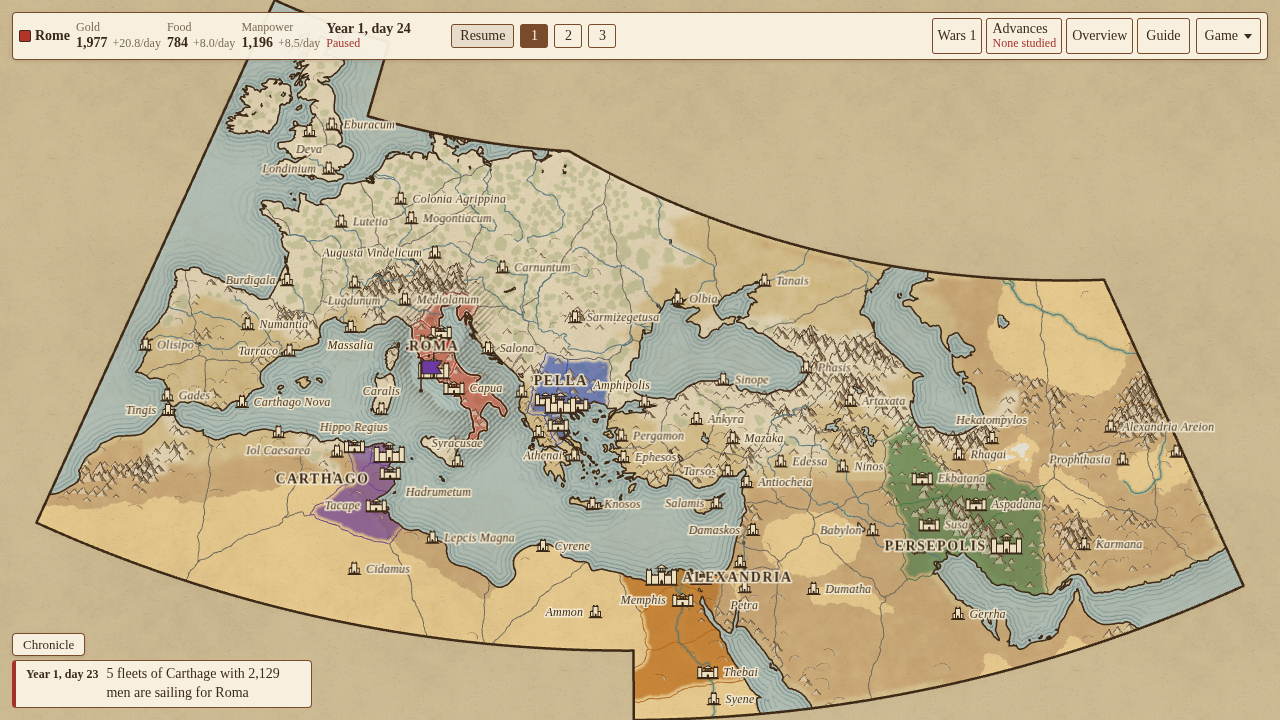 Rome
Gold
1,977 +20.8/day
Food
784 +8.0/day
Manpower
1,196 +8.5/day
Year 1, day 24
Paused
Resume
1
2
3
Wars 1
Advances
None studied
Overview
Guide
Game
Eburacum
Deva
Londinium
Colonia Agrippina
Lutetia
Mogontiacum
Augusta Vindelicum
Carnuntum
Burdigala
Lugdunum
Mediolanum
Olbia
Tanais
Numantia
Sarmizegetusa
Olisipo
Tarraco
Massalia
ROMA
Salona
Phasis
PELLA
Amphipolis
Sinope
Gades
Carthago Nova
Caralis
Capua
Artaxata
Tingis
Hippo Regius
Ankyra
Hekatompylos
Alexandria Areion
Iol Caesarea
Syracusae
Athenai
Pergamon
Mazaka
Rhagai
Ephesos
Edessa
Ninos
Prophthasia
CARTHAGO
Tarsos
Antiocheia
Ekbatana
Hadrumetum
Tacape
Knosos
Salamis
Aspadana
Lepcis Magna
Cyrene
Damaskos
Babylon
Susa
PERSEPOLIS
Karmana
Cidamus
ALEXANDRIA
Dumatha
Memphis
Petra
Ammon
Gerrha
Thebai
Syene
Chronicle
Year 1, day 23 5 fleets of Carthage with 2,129
men are sailing for Roma